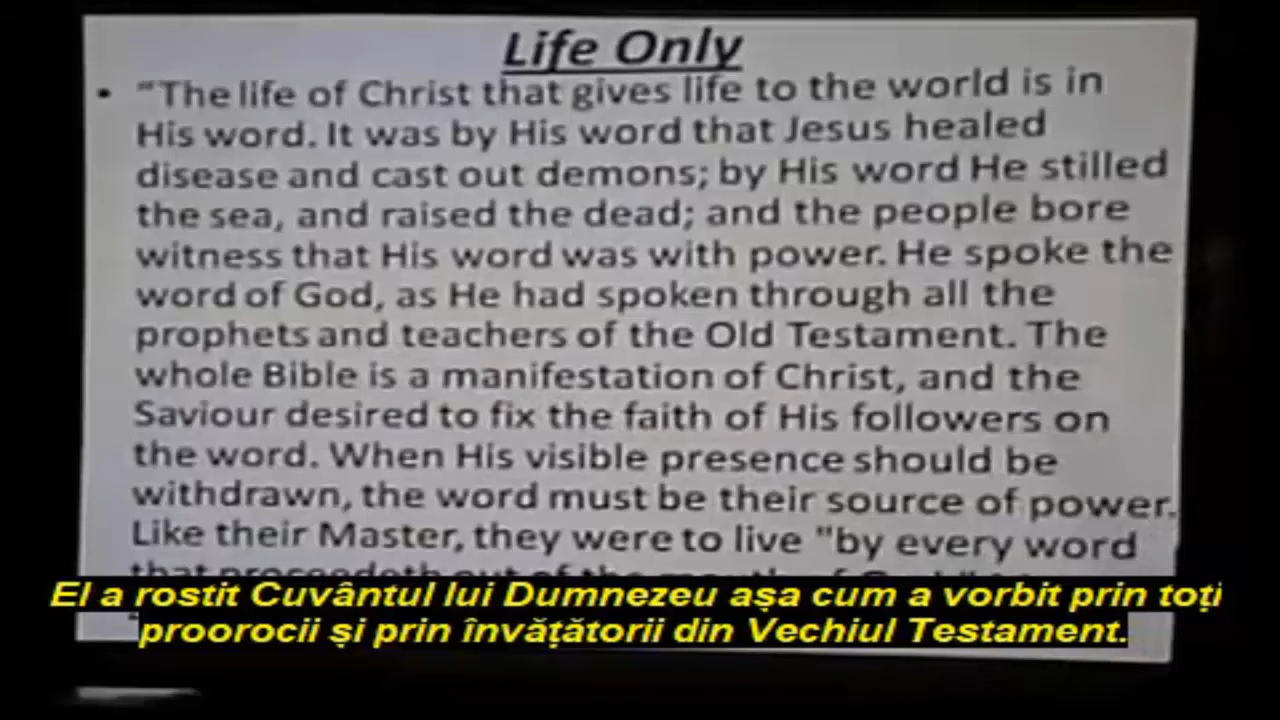 Life Only
• "The life of Christ that gives life to the world is in
His word. It was by His word that Jesus healed
disease and cast out demons; by His word He stilled
the sea, and raised the dead; and the people bore
witness that His word was with power. He spoke the
word of God, as He had spoken through all the
prophets and teachers of the Old Testament. The
whole Bible is a manifestation of Christ, and the
Saviour desired to fix the faith of His followers on
the word. When His visible presence should be
withdrawn, the word must be their source of power.
Like their Master, they were to live "by every word
that proceedeth out of the
El a rostit Cuvântul lui Dumnezeu așa cum a vorbit prin toți
proorocii și prin învățătorii din Vechiul Testament.